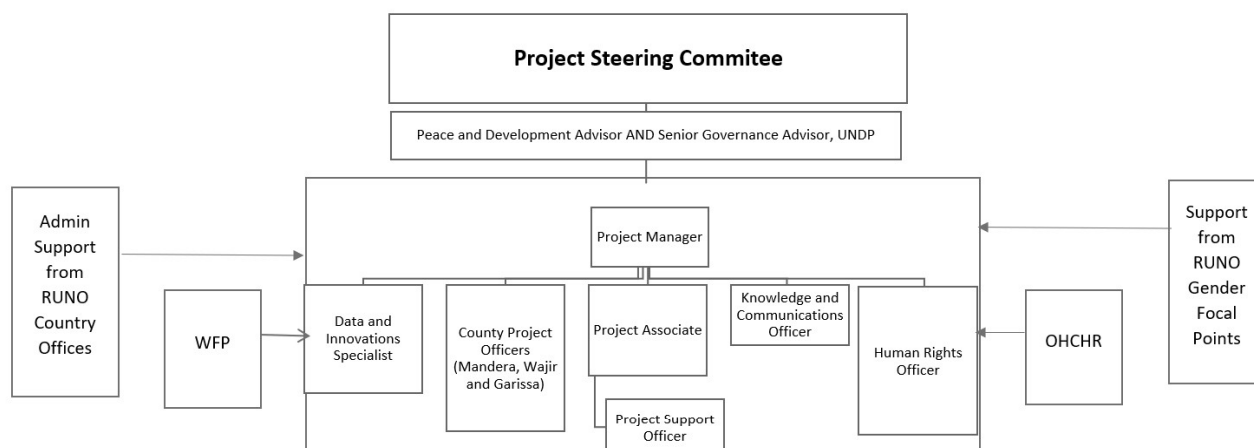 Project Steering Commitee
Peace and Development Advisor AND Senior Governance Advisor, UNDP
Admin
Support
from
RUNO
Country
Offices
Support
from
RUNO
Gender
Focal
Points
Project Manager
WFP
Data and
Innovations
Specialist
County Project
Officers
(Mandera, Wajir
and Garissa)
Project Associate
Knowledge and
Communications
Officer
Human Rights
Officer
OHCHR
Project Support
Officer